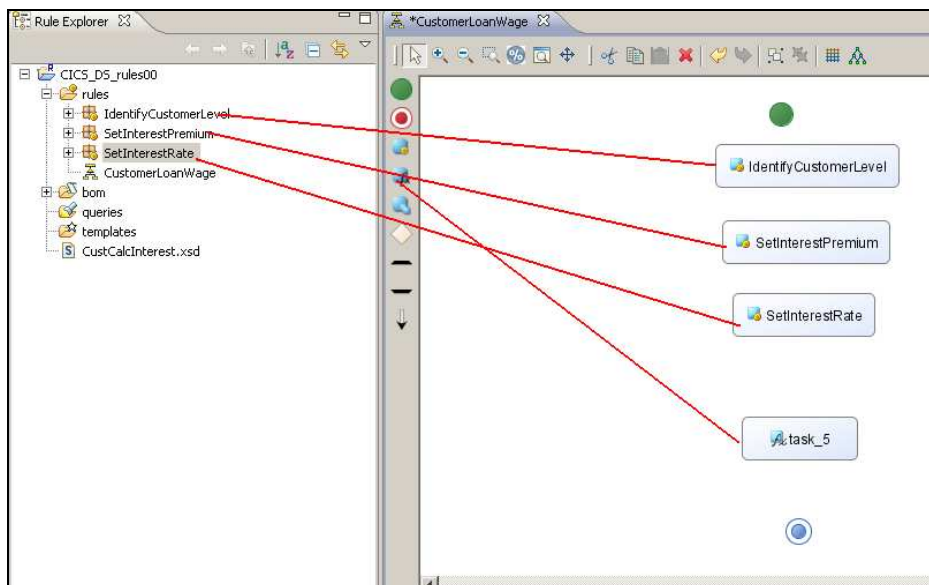 Rule Explorer
*CustomerLoanWage
CICS_DS_rules00
rules
IdentifyCustomerLevel
SetInterestPremium
SetInterestRate
CustomerLoanWage
bom
queries
templates
CustCalcInterest.xsd
IdentifyCustomerLevel
SetInterestPremium
SetInterestRate
task_5